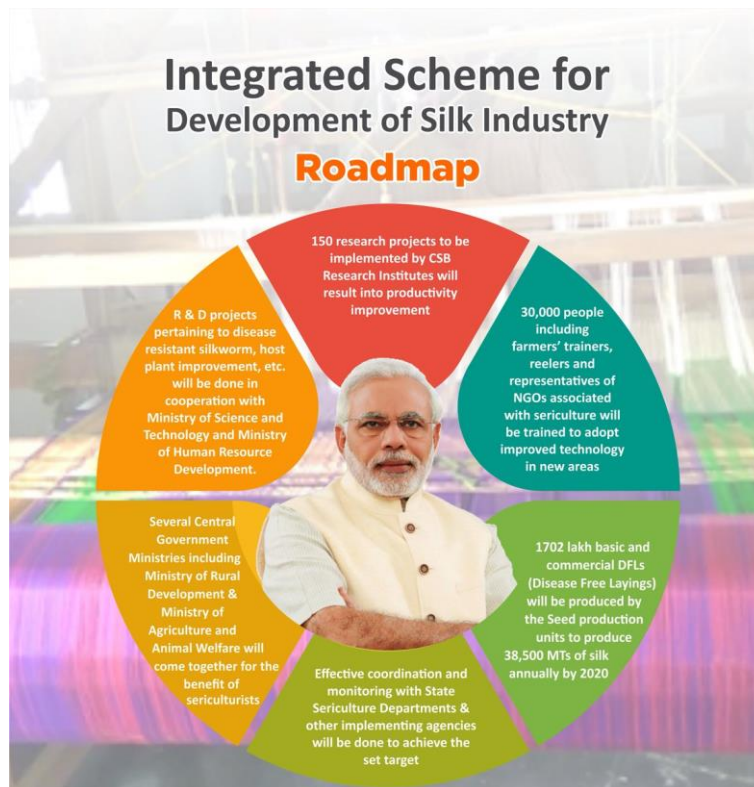 Integrated Scheme for
Development of Silk Industry
Roadmap
150 research projects to be
implemented by CSB
Research Institutes will
result into productivity
improvement
30,000 people
including
farmers' trainers,
reelers and
representatives of
NGOs associated
with sericulture will
be trained to adopt
improved technology
in new areas
1702 lakh basic and
commercial DFLs
(Disease Free Layings)
will be produced by
the Seed production
units to produce
38,500 MTs of silk
annually by 2020
Effective coordination and
monitoring with State
Sericulture Departments &
other implementing agencies
will be done to achieve the
set target
Several Central
Government
Ministries including
Ministry of Rural
Development &
Ministry of
Agriculture and
Animal Welfare will
come together for the
benefit of
sericulturists
R & D projects
pertaining to disease
resistant silkworm, host
plant improvement, etc.
will be done in
cooperation with
Ministry of Science and
Technology and Ministry
of Human Resource
Development.